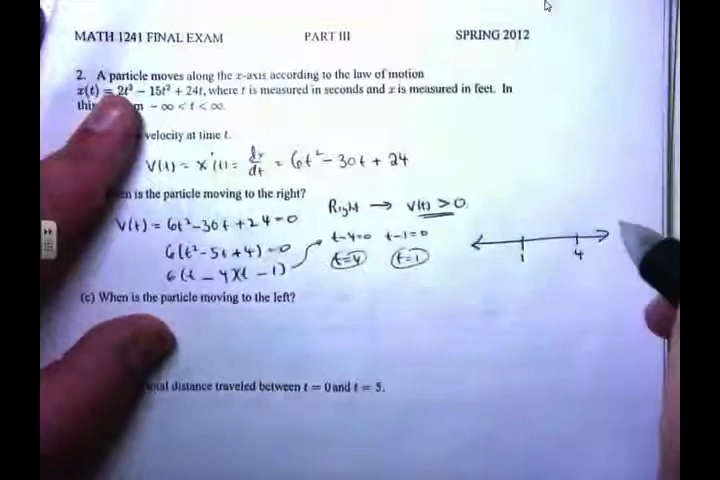 MATH 1241 FINAL EXAM PART III SPRING 2012
2. A particle moves along the x-axis according to the law of motion
x(t) = 2t³ − 15t² + 24t, where t is measured in seconds and x is measured in feet. In
− ∞ < t < ∞.
velocity at time t.
V(t) = x'(t) = dx/dt = 6t² − 30t + 24
is the particle moving to the right?
Right → V(t) > 0
V(t) = 6t² − 30t + 24 = 0
t−4=0 t−1=0
6(t² − 5t + 4) = 0
t=4 t=1
6(t − 4)(t − 1)
1 4
(c) When is the particle moving to the left?
total distance traveled between t = 0 and t = 5.